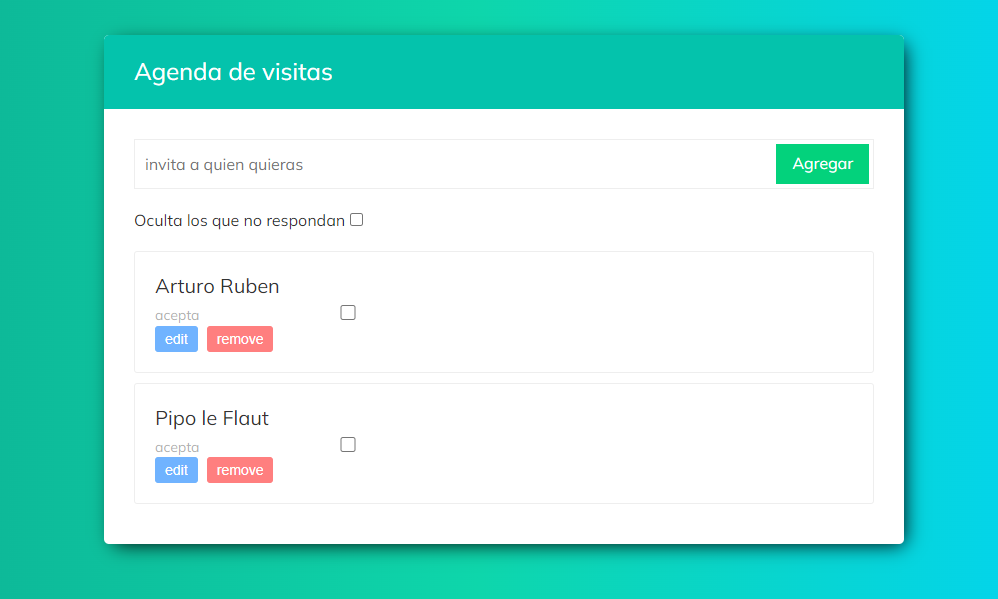 Agenda de visitas
invita a quien quieras
Agregar
Oculta los que no respondan
Arturo Ruben
acepta
edit remove
Pipo le Flaut
acepta
edit remove